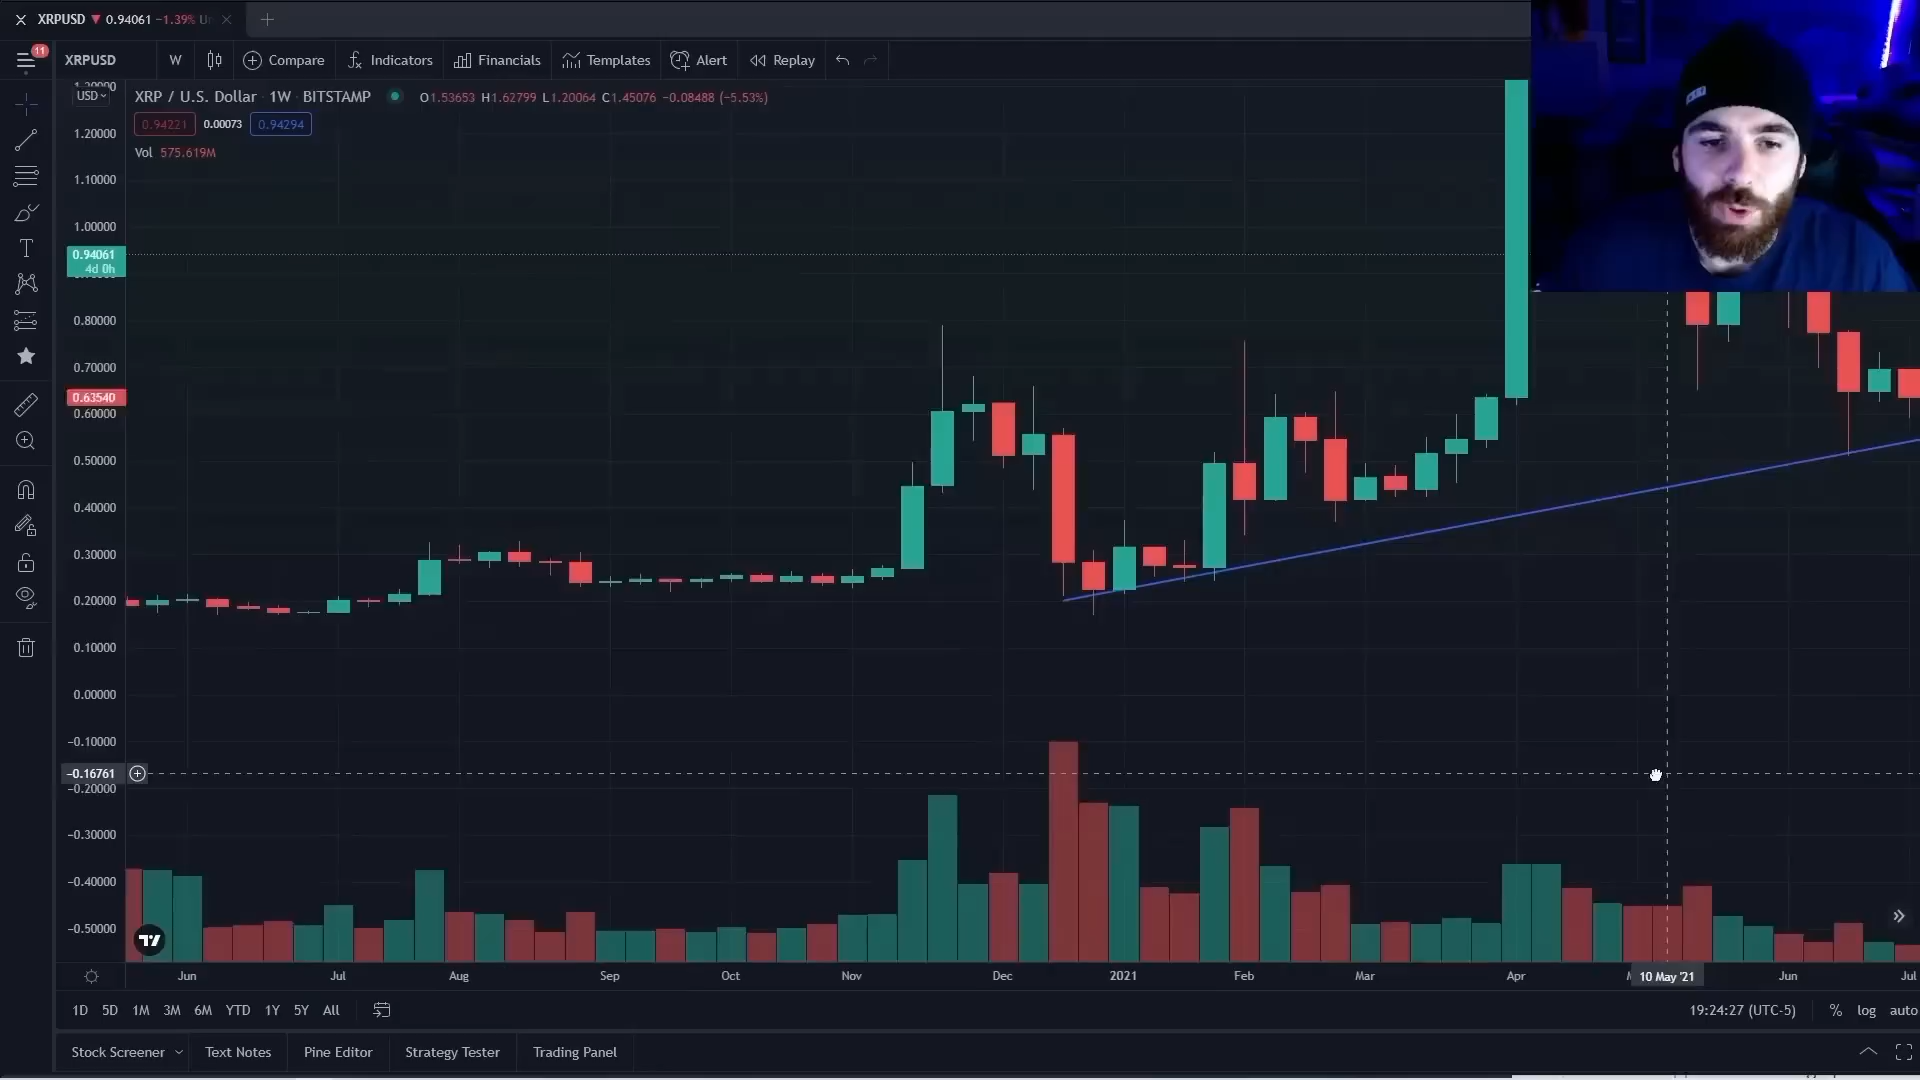 XRPUSD ▼ 0.94061 −1.39%
11
XRPUSD W Compare Indicators Financials Templates Alert Replay
XRP / U.S. Dollar · 1W · BITSTAMP O1.53653 H1.62799 L1.20064 C1.45076 −0.08488 (−5.53%)
USD
0.94221 0.00073 0.94294
Vol 575.619M
1.30000
1.20000
1.10000
1.00000
0.94061
4d 0h
0.80000
0.70000
0.63540
0.60000
0.50000
0.40000
0.30000
0.20000
0.10000
0.00000
−0.10000
−0.16761
−0.20000
−0.30000
−0.40000
−0.50000
Jun Jul Aug Sep Oct Nov Dec 2021 Feb Mar Apr 10 May '21 Jun Jul
1D 5D 1M 3M 6M YTD 1Y 5Y All 19:24:27 (UTC-5) % log auto
Stock Screener Text Notes Pine Editor Strategy Tester Trading Panel